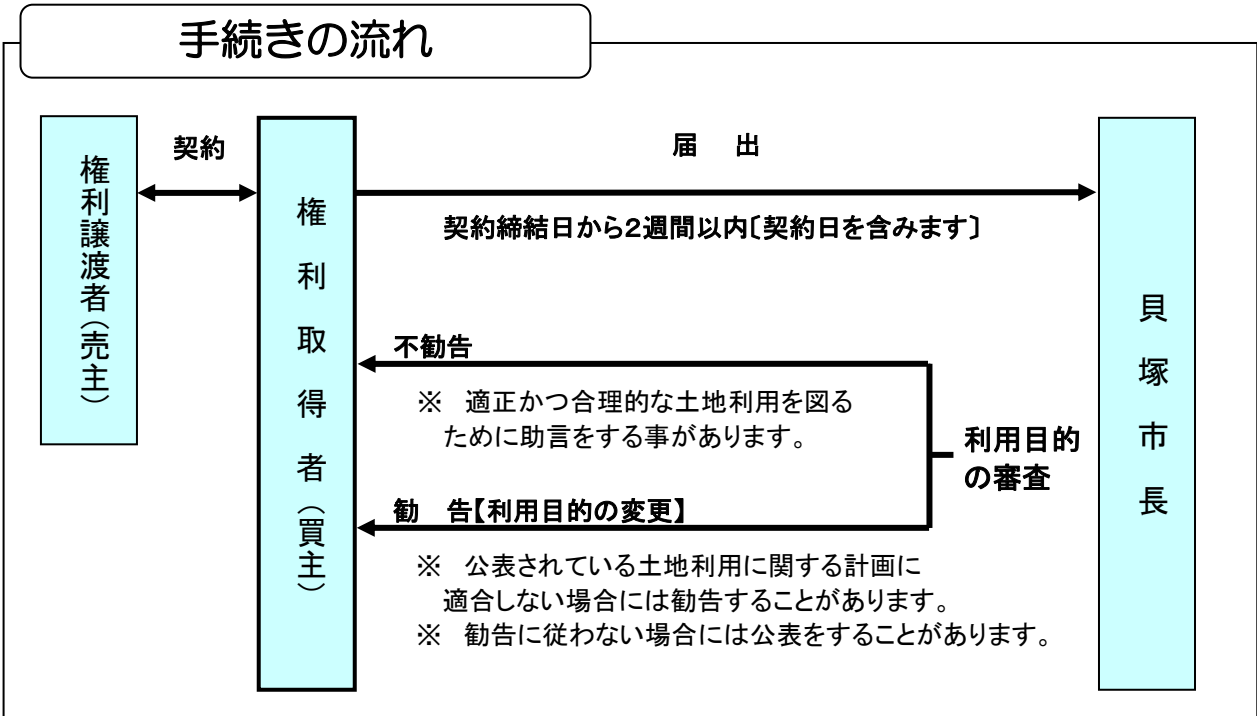 手続きの流れ
権利譲渡者(売主)
契約
権利取得者(買主)
届 出
契約締結日から2週間以内〔契約日を含みます〕
不勧告
※ 適正かつ合理的な土地利用を図る
ために助言をする事があります。
勧 告【利用目的の変更】
※ 公表されている土地利用に関する計画に
適合しない場合には勧告することがあります。
※ 勧告に従わない場合には公表をすることがあります。
利用目的
の審査
貝塚市長